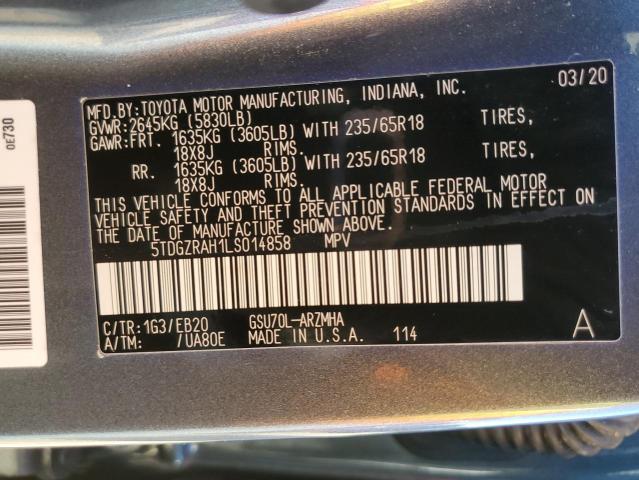 03/20
MFD.BY:TOYOTA MOTOR MANUFACTURING, INDIANA, INC.
GVWR:2645KG (5830LB)
GAWR:FRT. 1635KG (3605LB) WITH 235/65R18 TIRES,
18X8J RIMS.
RR. 1635KG (3605LB) WITH 235/65R18 TIRES,
18X8J RIMS.
THIS VEHICLE CONFORMS TO ALL APPLICABLE FEDERAL MOTOR
VEHICLE SAFETY AND THEFT PREVENTION STANDARDS IN EFFECT ON
THE DATE OF MANUFACTURE SHOWN ABOVE.
5TDGZRAH1LS014858 MPV
C/TR:1G3/EB20 GSU70L-ARZMHA
A/TM: /UA80E MADE IN U.S.A. 114 A
0E730